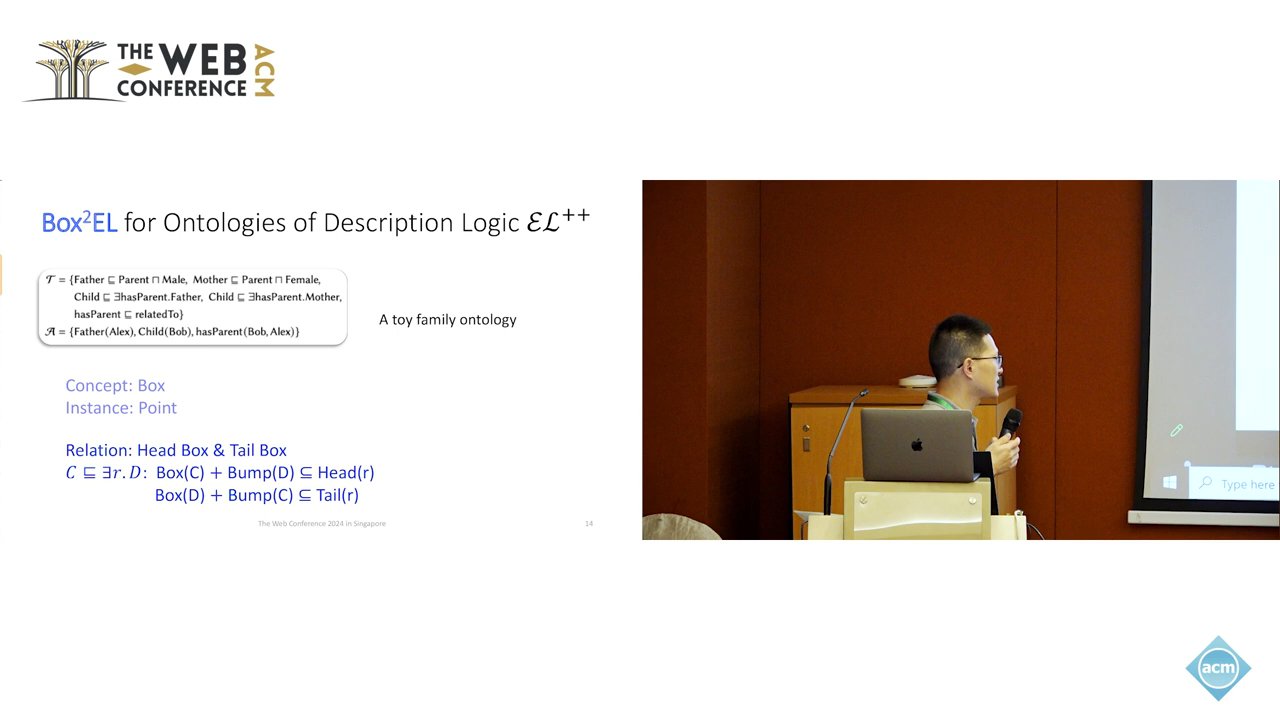 THE WEB
CONFERENCE
ACM
Box²EL for Ontologies of Description Logic ℰℒ⁺⁺
𝒯 = {Father ⊑ Parent ⊓ Male, Mother ⊑ Parent ⊓ Female,
Child ⊑ ∃hasParent.Father, Child ⊑ ∃hasParent.Mother,
hasParent ⊑ relatedTo}
𝒜 = {Father(Alex), Child(Bob), hasParent(Bob, Alex)}
A toy family ontology
Concept: Box
Instance: Point
Relation: Head Box & Tail Box
C ⊑ ∃r.D: Box(C) + Bump(D) ⊆ Head(r)
Box(D) + Bump(C) ⊆ Tail(r)
The Web Conference 2024 in Singapore
14
Type here
acm